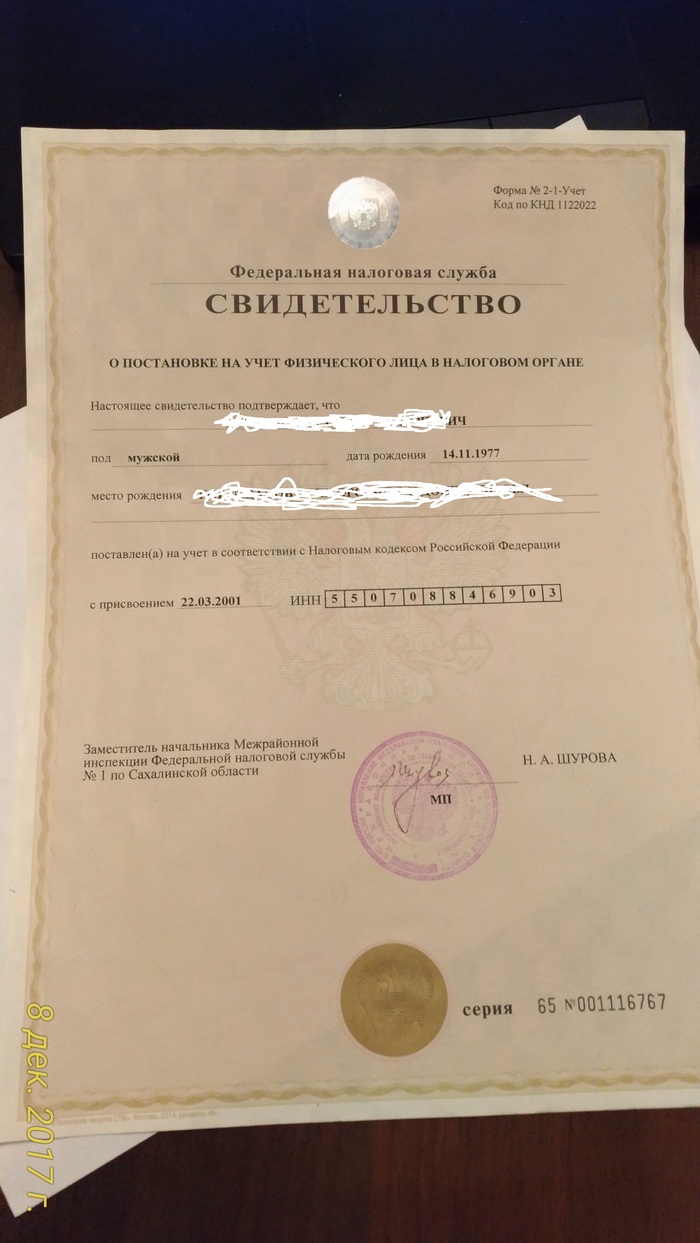 Форма № 2-1-Учет
Код по КНД 1122022
Федеральная налоговая служба
СВИДЕТЕЛЬСТВО
О ПОСТАНОВКЕ НА УЧЕТ ФИЗИЧЕСКОГО ЛИЦА В НАЛОГОВОМ ОРГАНЕ
Настоящее свидетельство подтверждает, что
ИЧ
пол мужской дата рождения 14.11.1977
место рождения
поставлен(а) на учет в соответствии с Налоговым кодексом Российской Федерации
с присвоением 22.03.2001 ИНН 550708846903
Заместитель начальника Межрайонной
инспекции Федеральной налоговой службы
№ 1 по Сахалинской области
Н. А. ШУРОВА
МП
серия 65 №001116767
8 дек. 2017 г.